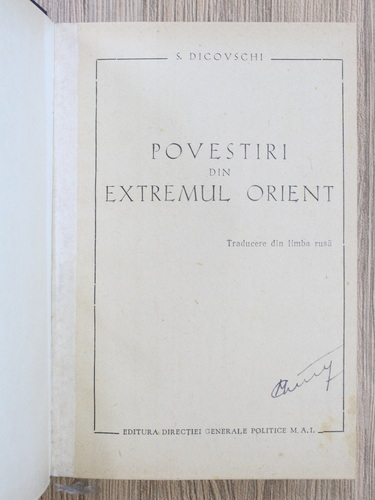 S. DICOVSCHI
POVESTIRI
DIN
EXTREMUL ORIENT
Traducere din limba rusă
EDITURA DIRECȚIEI GENERALE POLITICE M. A. I.